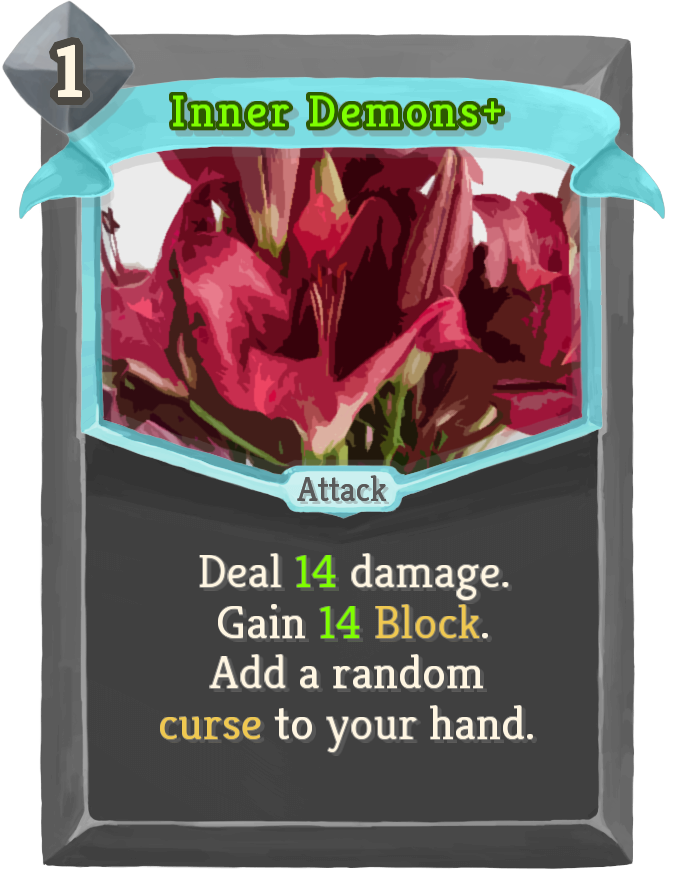 1
Inner Demons+
Attack
Deal 14 damage.
Gain 14 Block.
Add a random
curse to your hand.